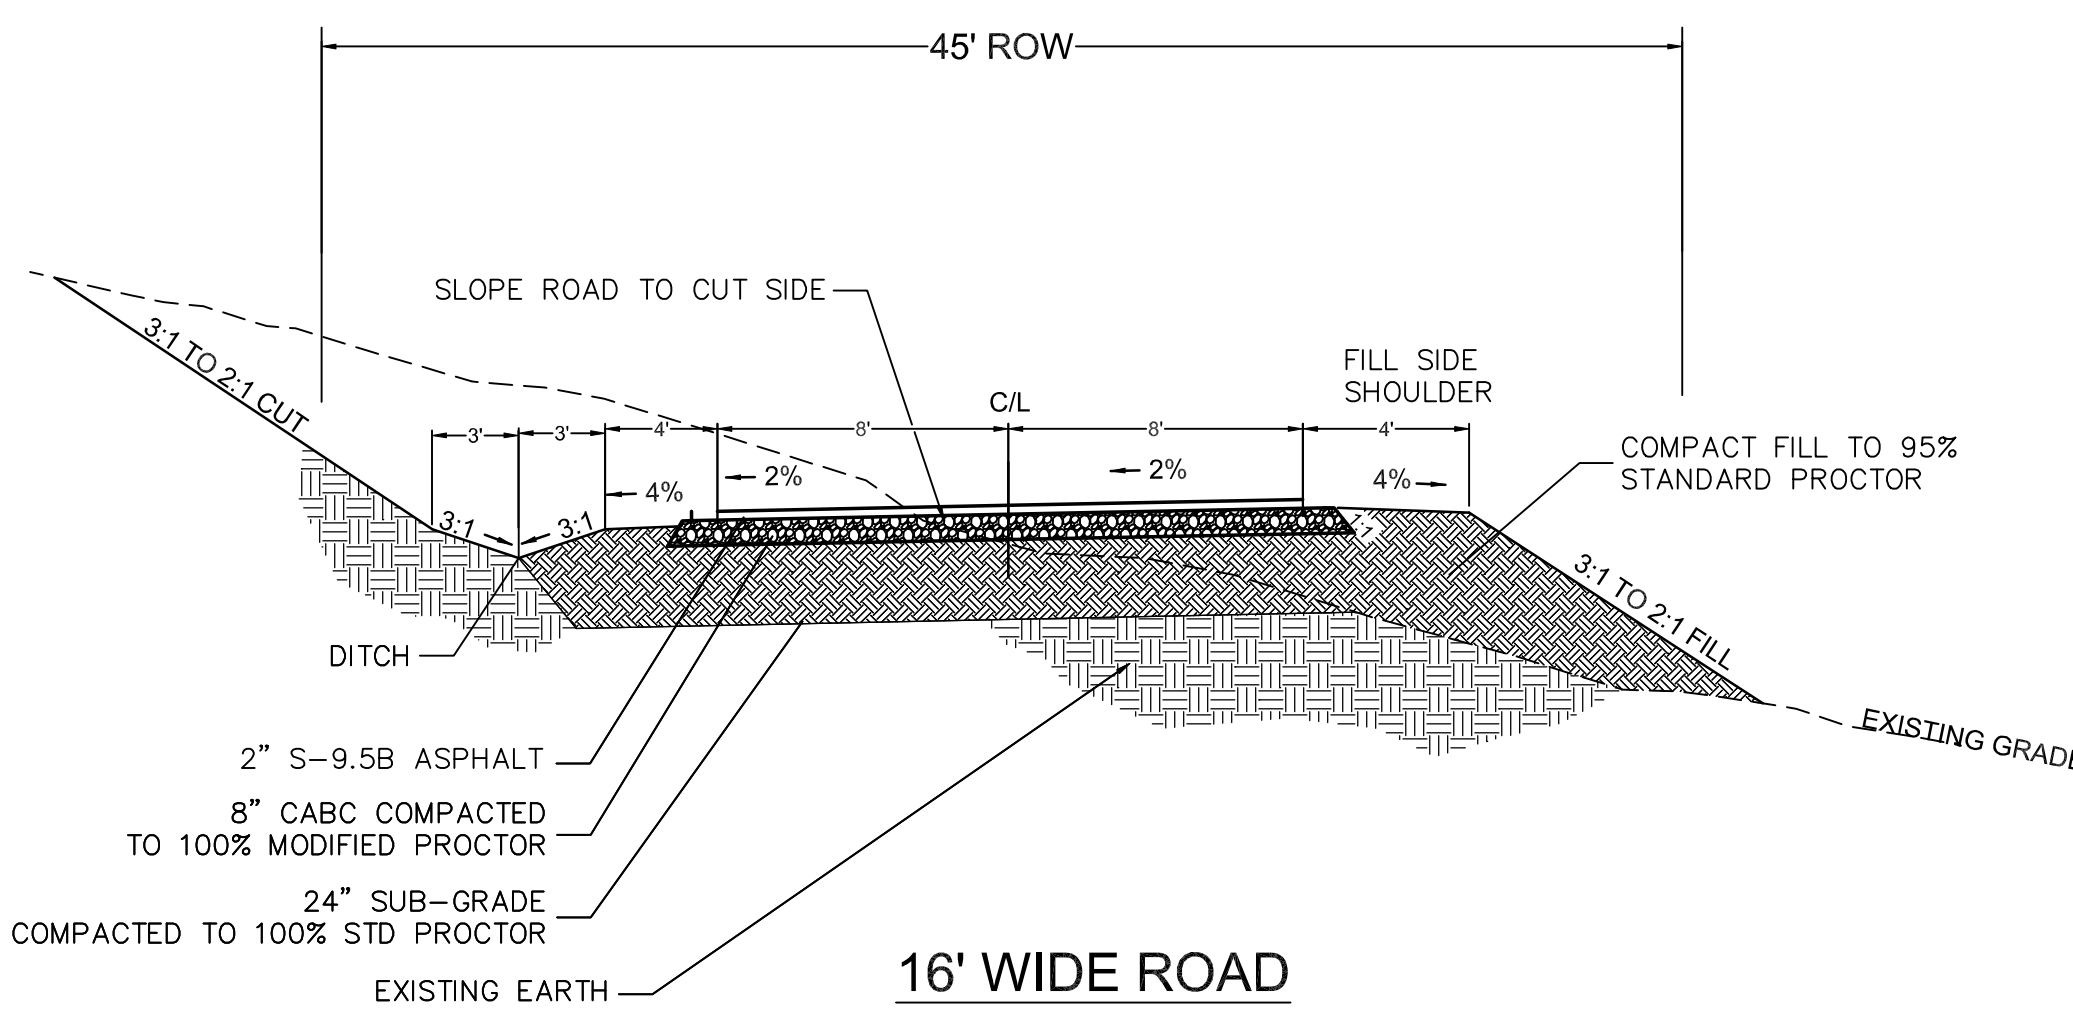 45' ROW
SLOPE ROAD TO CUT SIDE
3:1 TO 2:1 CUT
FILL SIDE
SHOULDER
C/L
3'
3'
4'
8'
8'
4'
COMPACT FILL TO 95%
STANDARD PROCTOR
4%
2%
2%
4%
3:1
3:1
1:1
3:1 TO 2:1 FILL
DITCH
EXISTING GRADE
2” S-9.5B ASPHALT
8” CABC COMPACTED
TO 100% MODIFIED PROCTOR
24” SUB-GRADE
COMPACTED TO 100% STD PROCTOR
EXISTING EARTH
16' WIDE ROAD